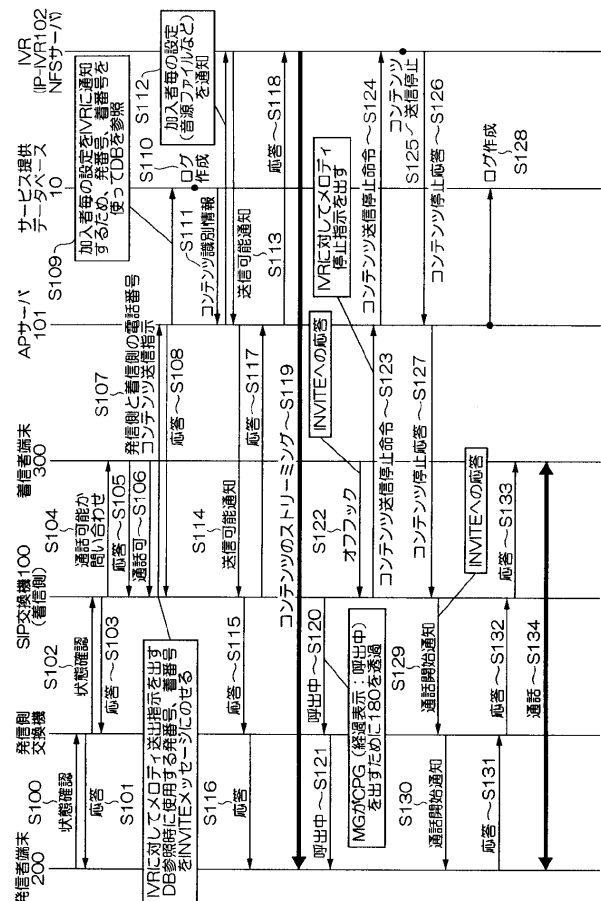 発信者端末
200
発信側
交換機
SIP交換機100
(着信側)
着信者端末
300
APサーバ
101
サービス提供
データベース
10
IVR
(IP-IVR102
NFSサーバ)
S100
状態確認
応答
S101
S102
状態確認
応答～S103
S104
通話可能か
問い合わせ
応答～S105
通話可～S106
IVRに対してメロディ送出指示を出す
DB参照時に使用する発番号、着番号
をINVITEメッセージにのせる
S107
発信側と着信側の電話番号
コンテンツ送信指示
応答～S108
S109
加入者毎の設定をIVRに通知
するため、発番号、着番号を
使ってDBを参照
S110
ログ
作成
S111
コンテンツ識別情報
S112
加入者毎の設定
(音源ファイルなど)
を通知
送信可能通知
S113
S114
送信可能通知
応答～S115
S116
応答
応答～S117
応答～S118
コンテンツのストリーミング～S119
呼出中～S120
呼出中～S121
MGがCPG (経過表示:呼出中)
を出すために180を透過
S122
オフフック
INVITEへの応答
コンテンツ送信停止命令～S123
IVRに対してメロディ
停止指示を出す
コンテンツ送信停止命令～S124
コンテンツ
S125 送信停止
コンテンツ停止応答～S126
コンテンツ停止応答～S127
ログ作成
S128
S129
通話開始通知
INVITEへの応答
S130
通話開始通知
応答～S131
応答～S132
応答～S133
通話～S134